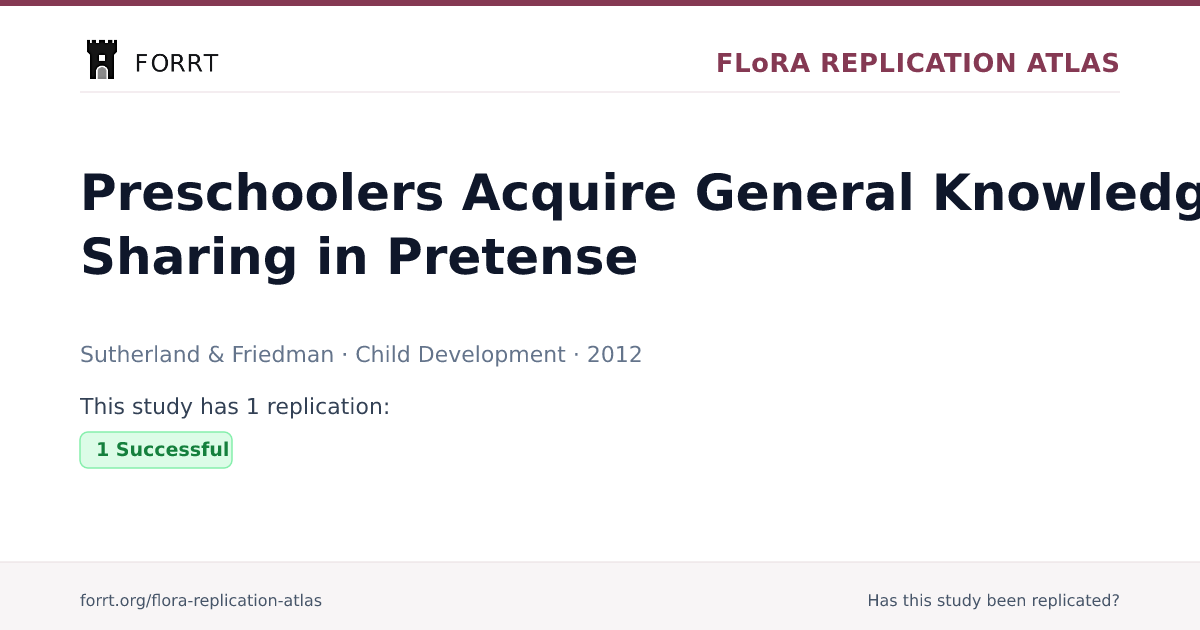 FORRT
FLoRA REPLICATION ATLAS
Preschoolers Acquire General Knowledg
Sharing in Pretense
Sutherland & Friedman · Child Development · 2012
This study has 1 replication:
1 Successful
forrt.org/flora-replication-atlas
Has this study been replicated?